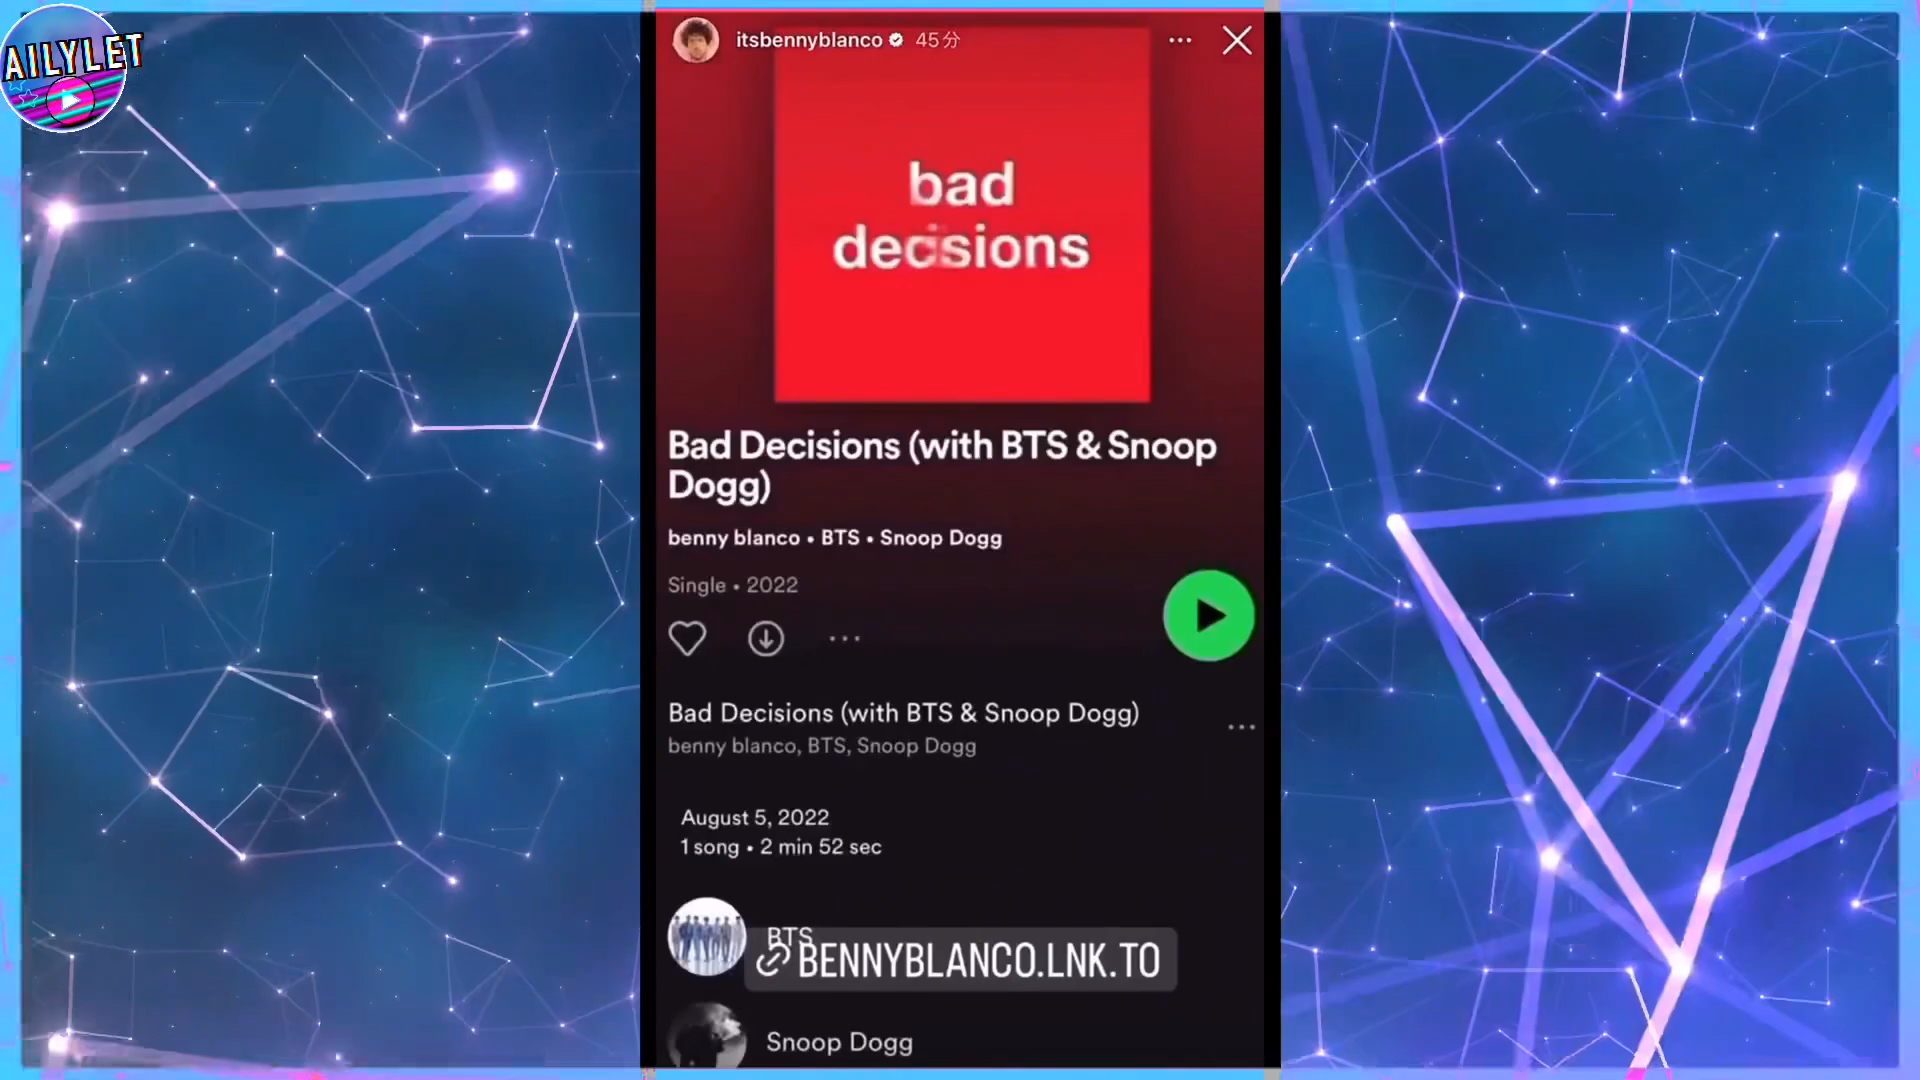 AILYLET
itsbennyblanco 45分
bad
decisions
Bad Decisions (with BTS & Snoop
Dogg)
benny blanco • BTS • Snoop Dogg
Single • 2022
Bad Decisions (with BTS & Snoop Dogg)
benny blanco, BTS, Snoop Dogg
August 5, 2022
1 song • 2 min 52 sec
BTS
BENNYBLANCO.LNK.TO
Snoop Dogg